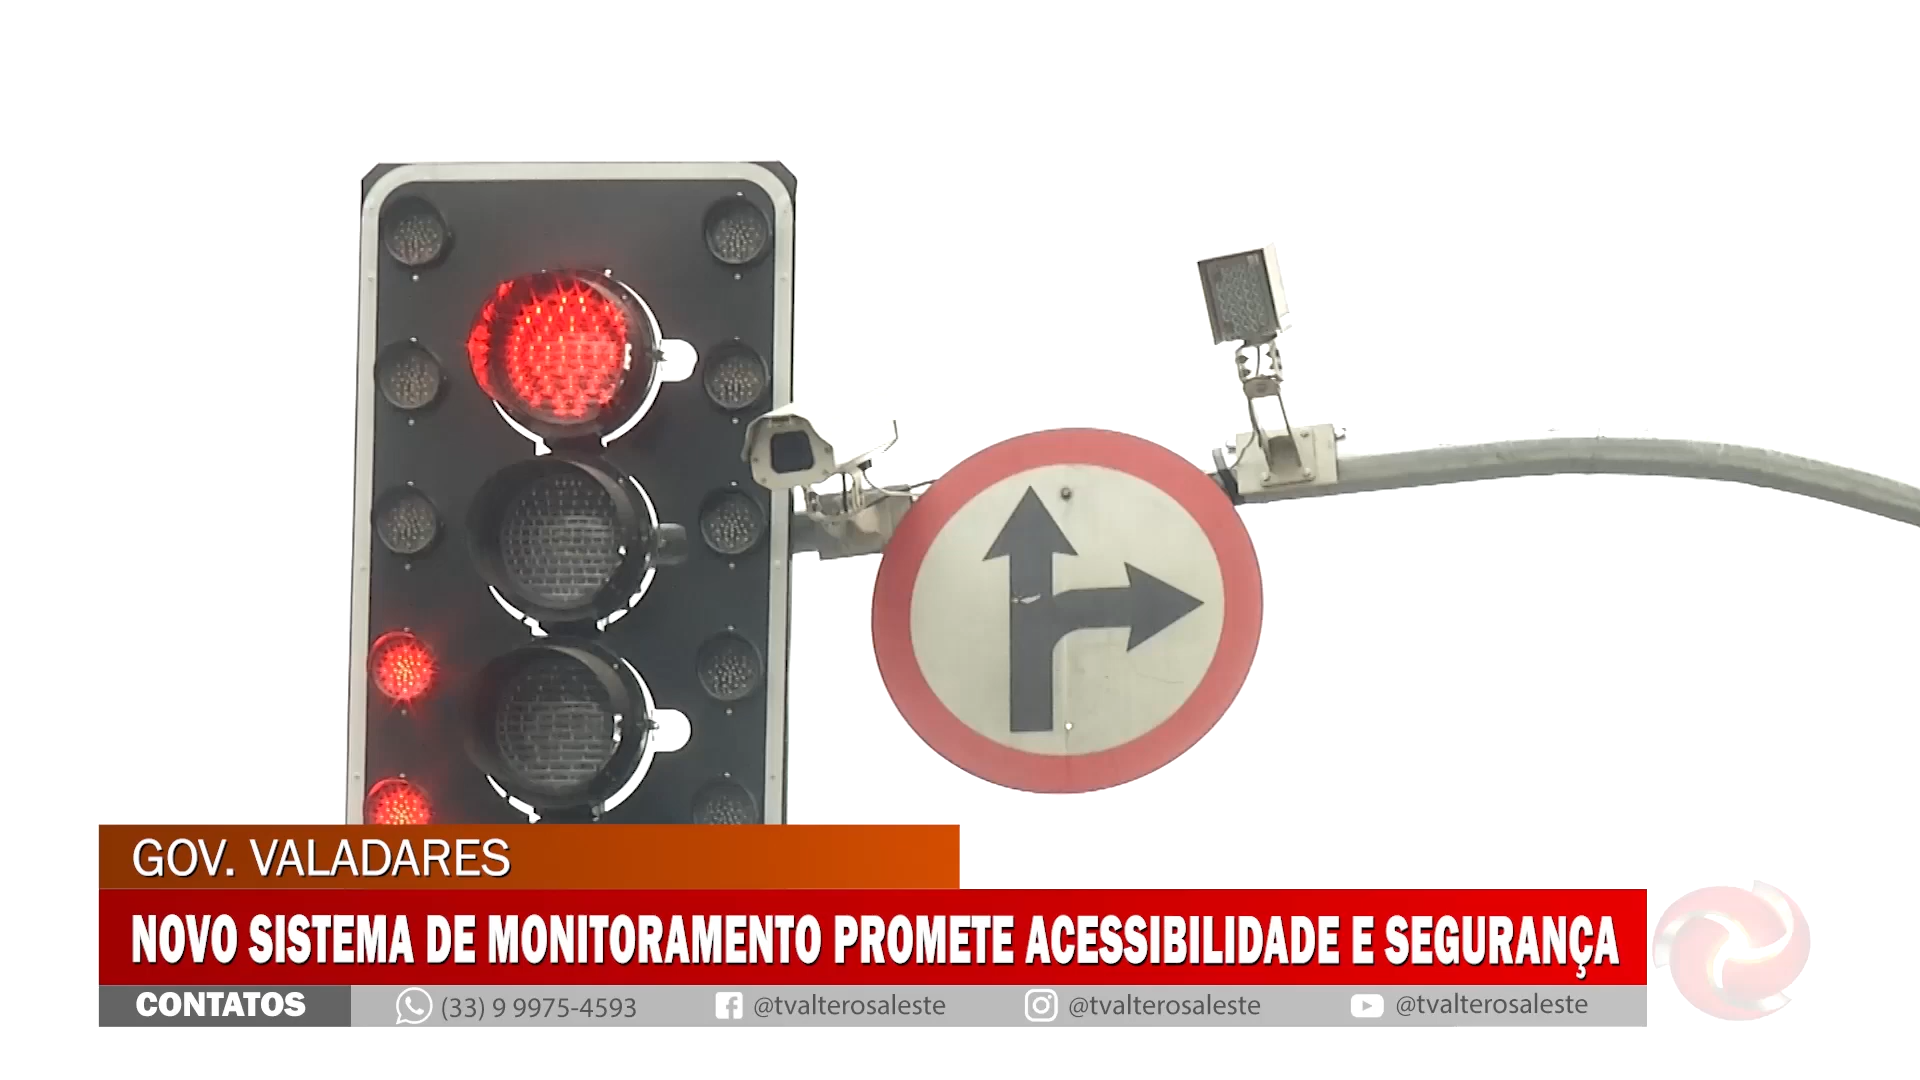 GOV. VALADARES
NOVO SISTEMA DE MONITORAMENTO PROMETE ACESSIBILIDADE E SEGURANÇA
CONTATOS (33) 9 9975-4593 @tvalterosaleste @tvalterosaleste @tvalterosaleste